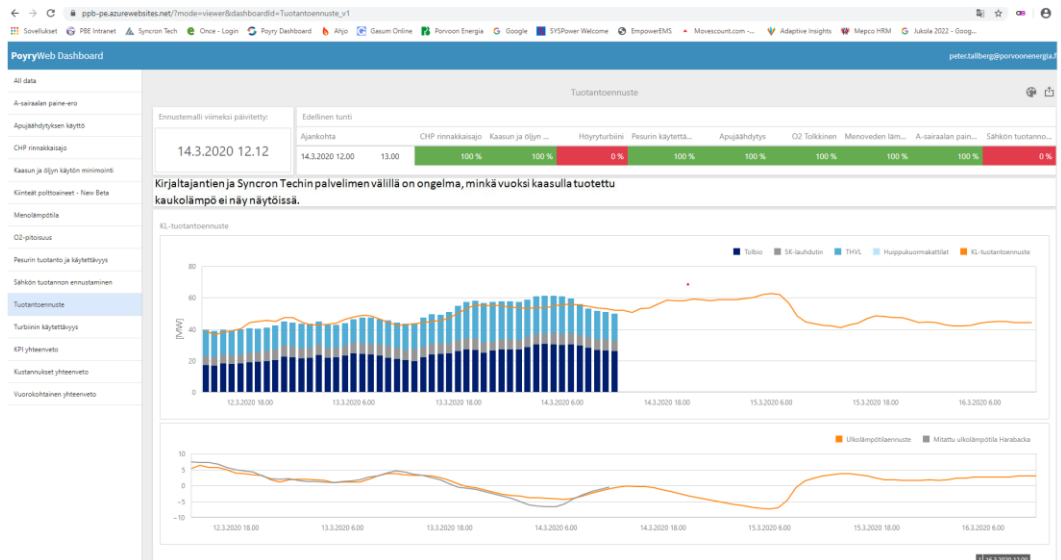 ppb-pe.azurewebsites.net/?mode=viewer&dashboardId=Tuotantoennuste_v1
Sovellukset PBE Intranet Syncron Tech Once - Login Poyry Dashboard Ahjo Gasum Online Porvoon Energia Google SYSPower Welcome EmpowerEMS Movescount.com -... Adaptive Insights Mepco HRM Jukola 2022 - Goog...
PoyryWeb Dashboard
peter.tallberg@porvoonenergia.f
All data
A-sairaalan paine-ero
Apujäähdytyksen käyttö
CHP rinnakkaisajo
Kaasun ja öljyn käytön minimointi
Kiinteät polttoaineet - New Beta
Menolämpötila
O2-pitoisuus
Pesurin tuotanto ja käytettävyys
Sähkön tuotannon ennustaminen
Tuotantoennuste
Turbiinin käytettävyys
KPI yhteenveto
Kustannukset yhteenveto
Vuorokohtainen yhteenveto
Tuotantoennuste
Ennustemalli viimeksi päivitetty:
14.3.2020 12.12
Edellinen tunti
Ajankohta CHP rinnakkaisajo Kaasun ja öljyn ... Höyryturbiini Pesurin käytettä... Apujäähdytys O2 Tolkkinen Menoveden läm... A-sairaalan pain... Sähkön tuotanno...
14.3.2020 12.00 13.00 100 % 100 % 0 % 100 % 100 % 100 % 100 % 100 % 0 %
Kirjaltajantien ja Syncron Techin palvelimen välillä on ongelma, minkä vuoksi kaasulla tuotettu
kaukolämpö ei näy näytöissä.
KL-tuotantoennuste
Tolbio SK-lauhdutin THVL Huippukuormakattilat KL-tuotantoennuste
80
60
40
20
0
[MW]
12.3.2020 18.00 13.3.2020 6.00 13.3.2020 18.00 14.3.2020 6.00 14.3.2020 18.00 15.3.2020 6.00 15.3.2020 18.00 16.3.2020 6.00
Ulkolämpötilaennuste Mitattu ulkolämpötila Harabacka
10
5
0
-5
-10
12.3.2020 18.00 13.3.2020 6.00 13.3.2020 18.00 14.3.2020 6.00 14.3.2020 18.00 15.3.2020 6.00 15.3.2020 18.00 16.3.2020 6.00
16.3.2020 12.00